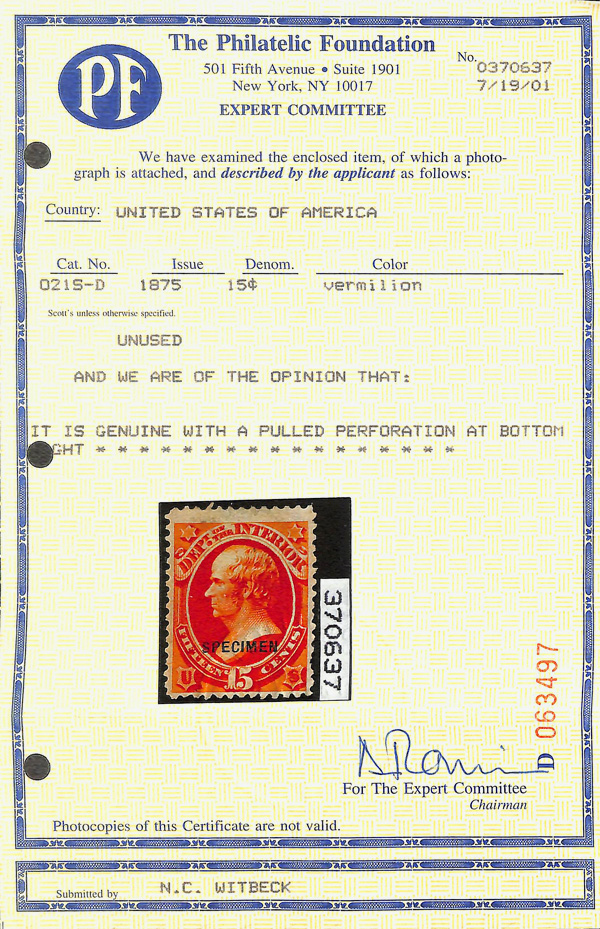 PF
The Philatelic Foundation
501 Fifth Avenue • Suite 1901
New York, NY 10017
EXPERT COMMITTEE
No. 0370637
7/19/01
We have examined the enclosed item, of which a photo-
graph is attached, and described by the applicant as follows:
Country: UNITED STATES OF AMERICA
Cat. No. Issue Denom. Color
O21S-D 1875 15¢ vermilion
Scott's unless otherwise specified.
UNUSED
AND WE ARE OF THE OPINION THAT:
IT IS GENUINE WITH A PULLED PERFORATION AT BOTTOM
GHT * * * * * * * * * * * * * * * * *
DEPT. OF THE INTERIOR
SPECIMEN
FIFTEEN CENTS
U 15 S
370637
D 063497
For The Expert Committee
Chairman
Photocopies of this Certificate are not valid.
Submitted by N.C. WITBECK